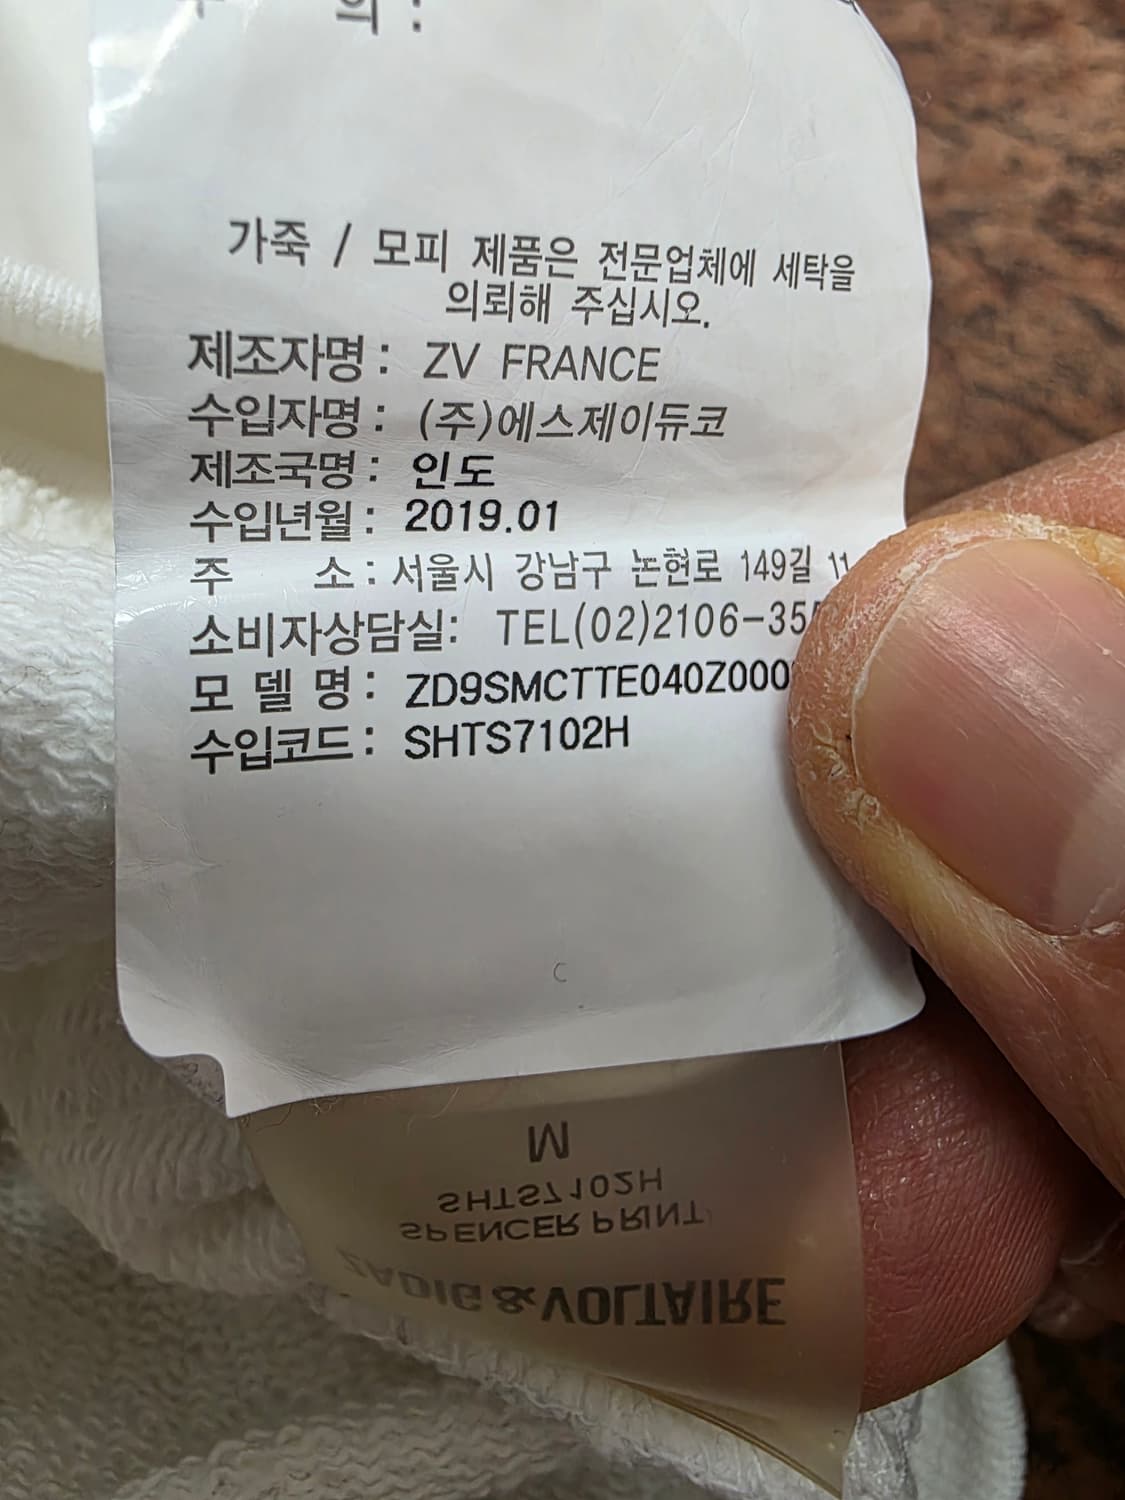 의 :
가죽 / 모피 제품은 전문업체에 세탁을
의뢰해 주십시오.
제조자명 : ZV FRANCE
수입자명 : (주)에스제이듀코
제조국명 : 인도
수입년월 : 2019.01
주 소 : 서울시 강남구 논현로 149길 11
소비자상담실: TEL(02)2106-35
모 델 명 : ZD9SMCTTE040Z000
수입코드 : SHTS7102H
M
SHTS7102H
SPENCER PRINT
ZADIG & VOLTAIRE